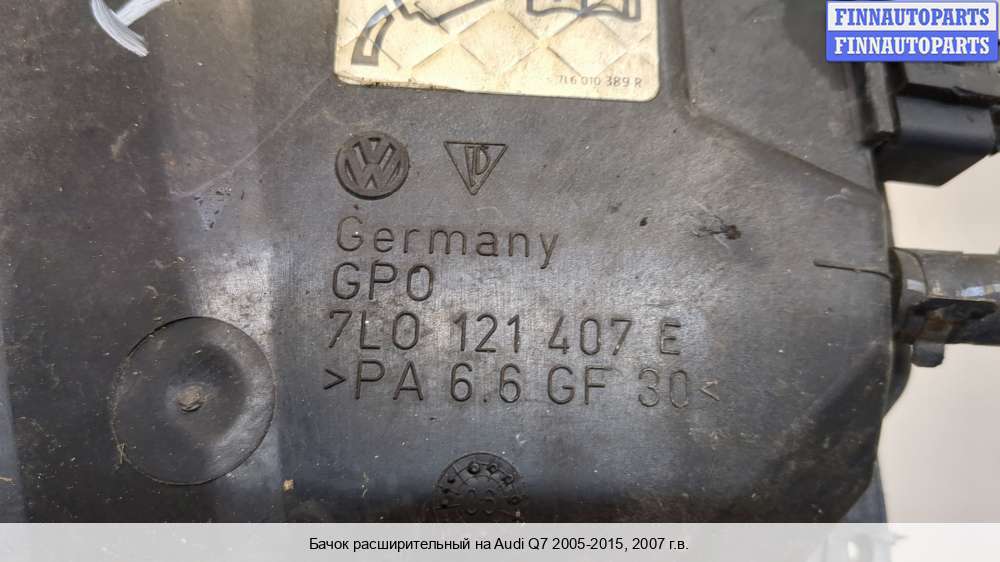 FINNAUTOPARTS
FINNAUTOPARTS
7L6 010 389 R
VW
Germany
GPO
7L0 121 407 E
>PA 6.6 GF 30<
Бачок расширительный на Audi Q7 2005-2015, 2007 г.в.